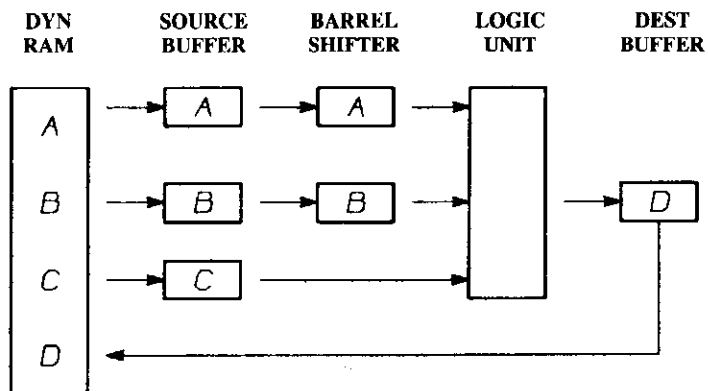 DYN RAM
SOURCE BUFFER
BARREL SHIFTER
LOGIC UNIT
DEST BUFFER
A
A
A
B
B
B
D
C
C
D